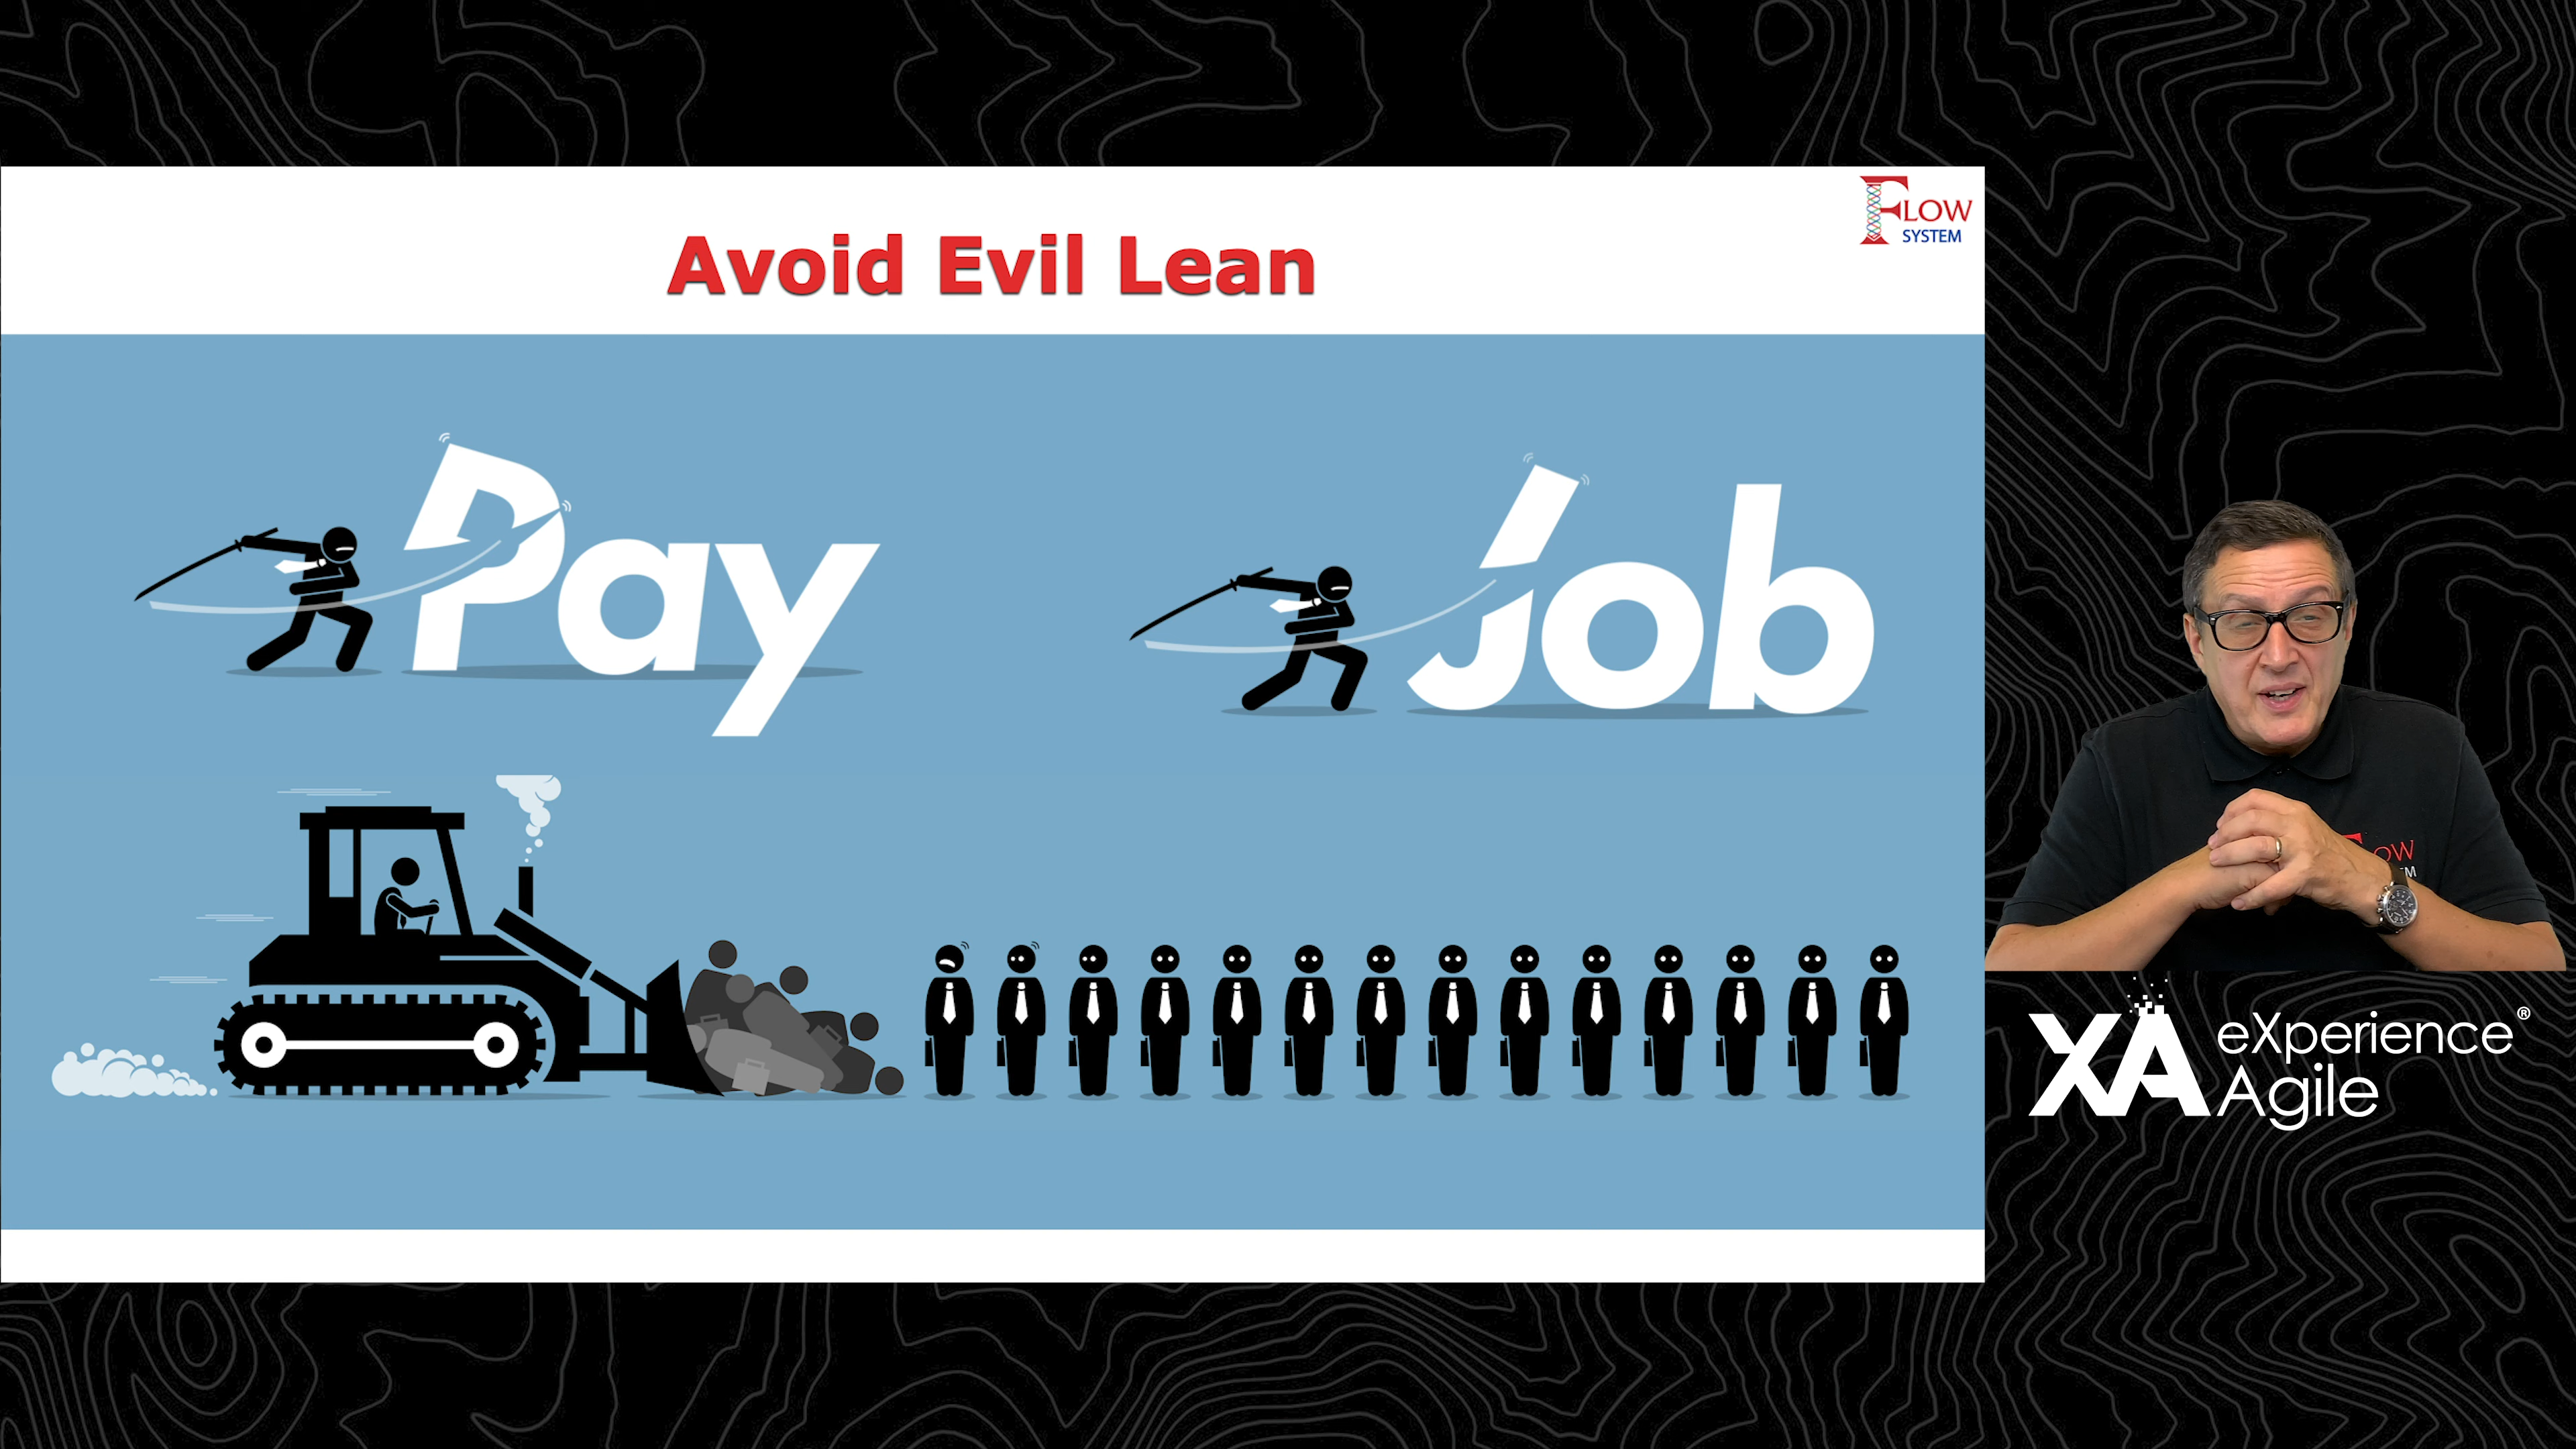 Avoid Evil Lean
FLOW
SYSTEM
Pay
Job
XA eXperience®
Agile